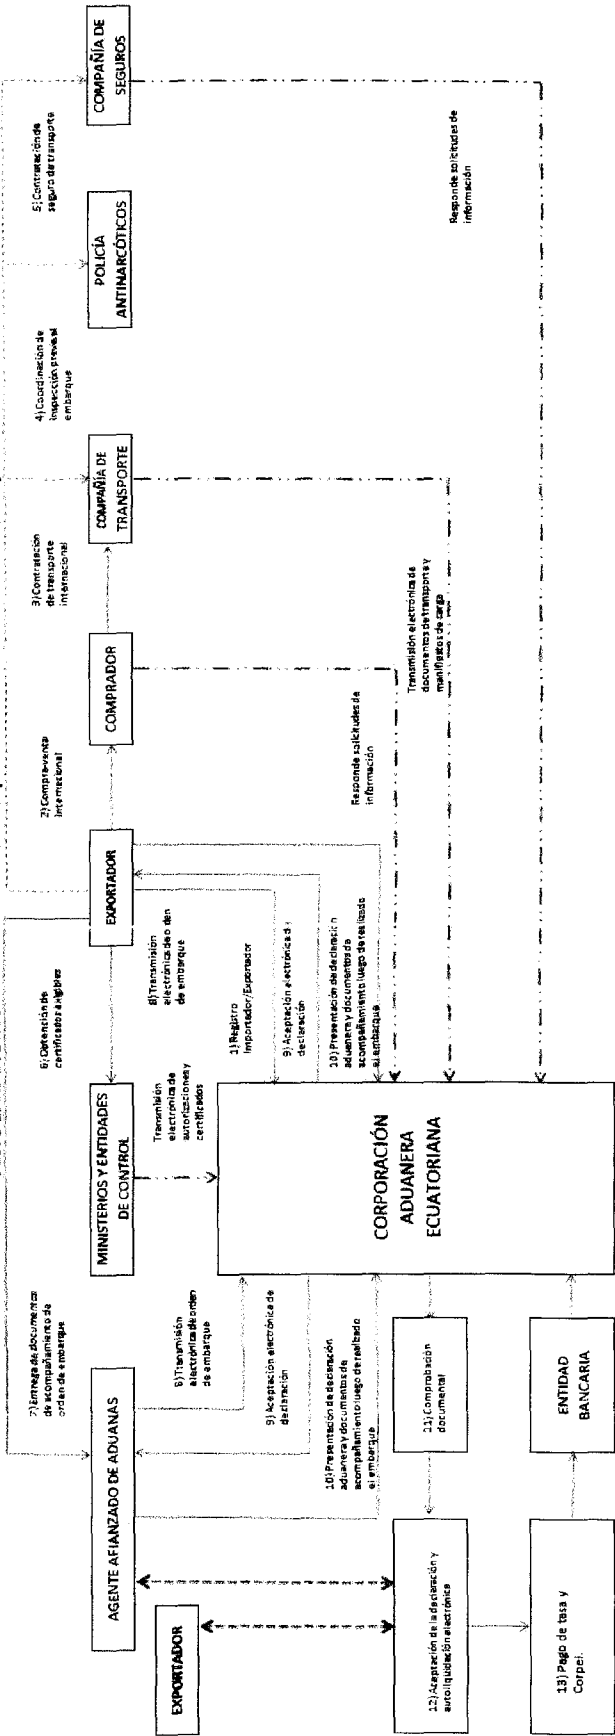 7) Entrega de documentos
de acompañamiento de
orden de embarque
6) Obtención de
certificados exigibles
2) Compra-venta
Internacional
3) Contratación
de transporte
internacional
4) Coordinación de
inspección previa al
embarque
5) Contratación de
seguro de transporte
AGENTE AFIANZADO DE ADUANAS
MINISTERIOS Y ENTIDADES
DE CONTROL
EXPORTADOR
COMPRADOR
COMPAÑÍA DE
TRANSPORTE
POLICÍA
ANTINARCÓTICOS
COMPAÑÍA DE
SEGUROS
EXPORTADOR
Transmisión
electrónica de
autorizaciones y
certificados
8) Transmisión
electrónica de orden
de embarque
1) Registro
Importador/Exportador
9) Aceptación electrónica de
declaración
10) Presentación de declaración
aduanera y documentos de
acompañamiento luego de realizado
el embarque
Responde solicitudes de
información
Transmisión electrónica de
documentos de transporte y
manifiestos de carga
Responde solicitudes de
información
electrónica de orden
de embarque
9) Aceptación electrónica de
declaración
10) Presentación de declaración
aduanera y documentos de
acompañamiento luego de realizado
el embarque
CORPORACIÓN
ADUANERA
ECUATORIANA
11) Comprobación
documental
12) Aceptación de la declaración y
autoliquidación electrónica
13) Pago de tasa y
Corpei.
ENTIDAD
BANCARIA